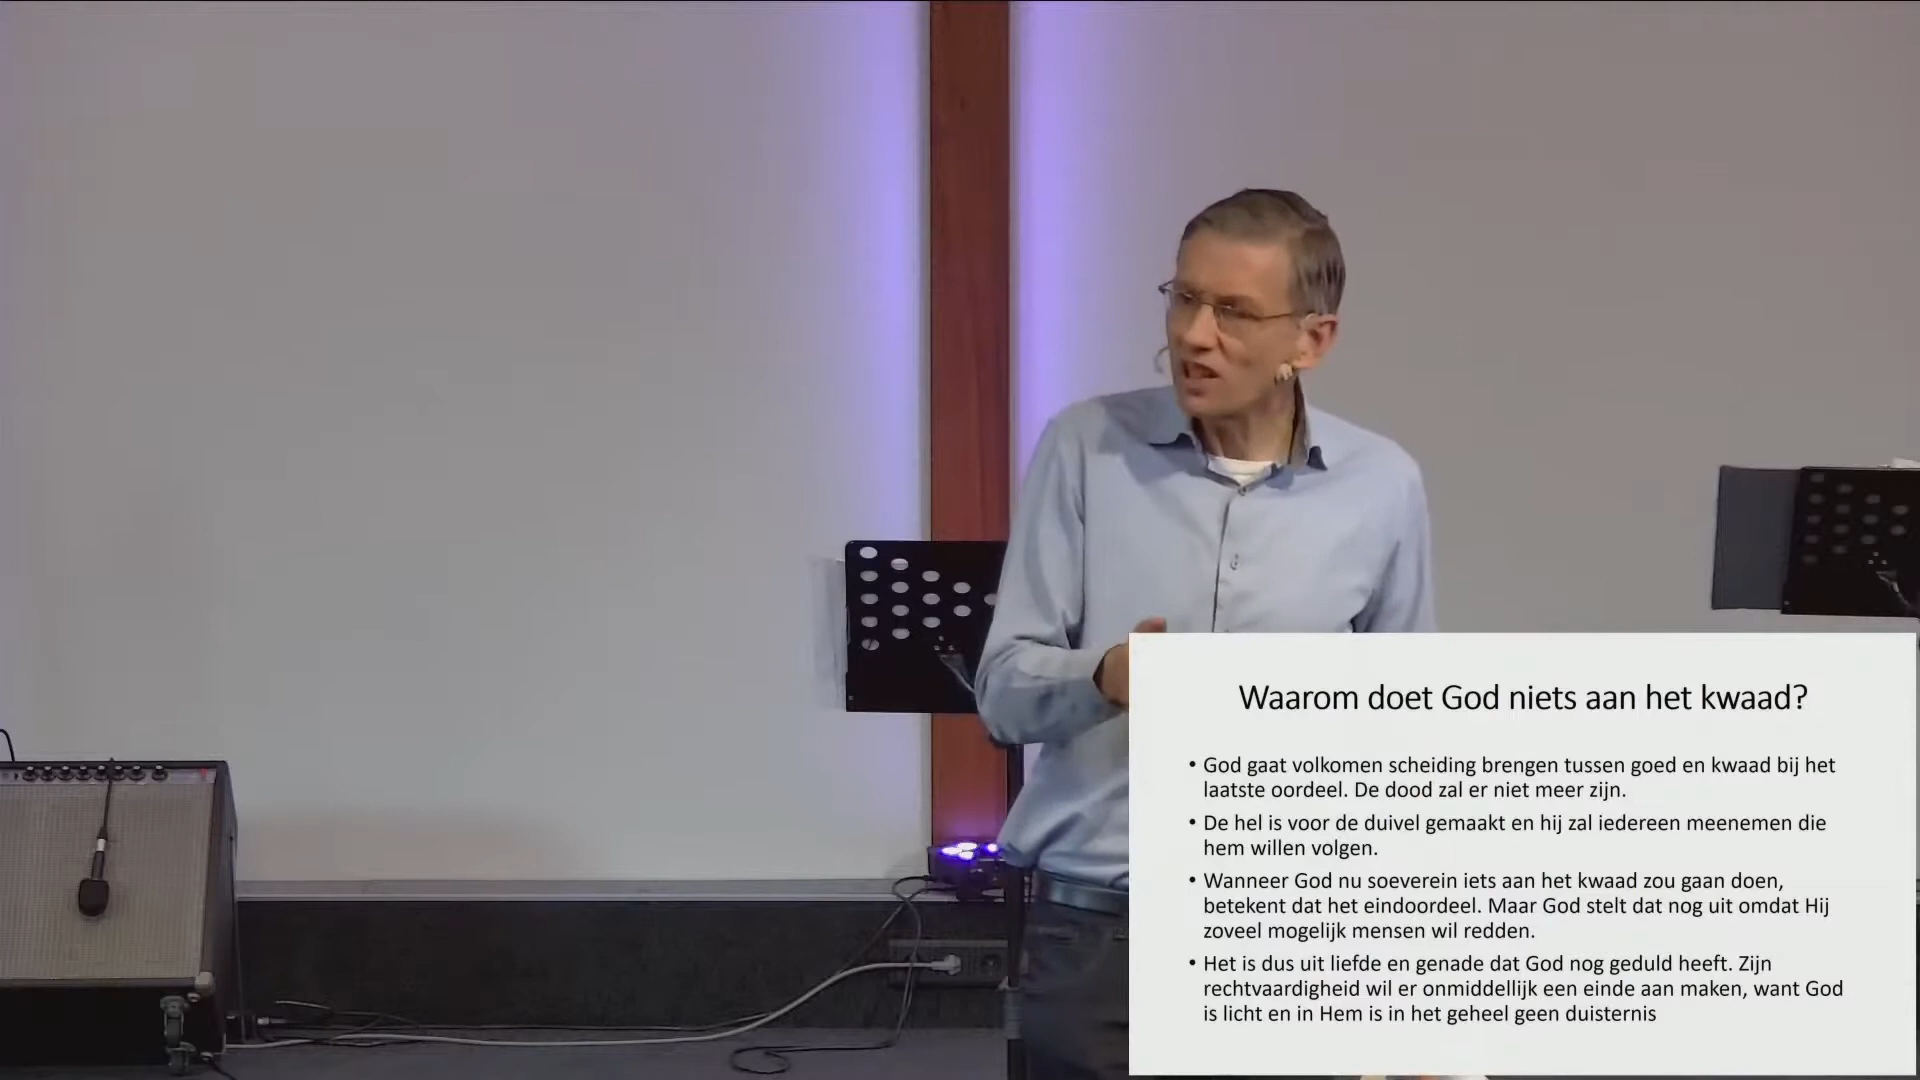 Waarom doet God niets aan het kwaad?
• God gaat volkomen scheiding brengen tussen goed en kwaad bij het
laatste oordeel. De dood zal er niet meer zijn.
• De hel is voor de duivel gemaakt en hij zal iedereen meenemen die
hem willen volgen.
• Wanneer God nu soeverein iets aan het kwaad zou gaan doen,
betekent dat het eindoordeel. Maar God stelt dat nog uit omdat Hij
zoveel mogelijk mensen wil redden.
• Het is dus uit liefde en genade dat God nog geduld heeft. Zijn
rechtvaardigheid wil er onmiddellijk een einde aan maken, want God
is licht en in Hem is in het geheel geen duisternis